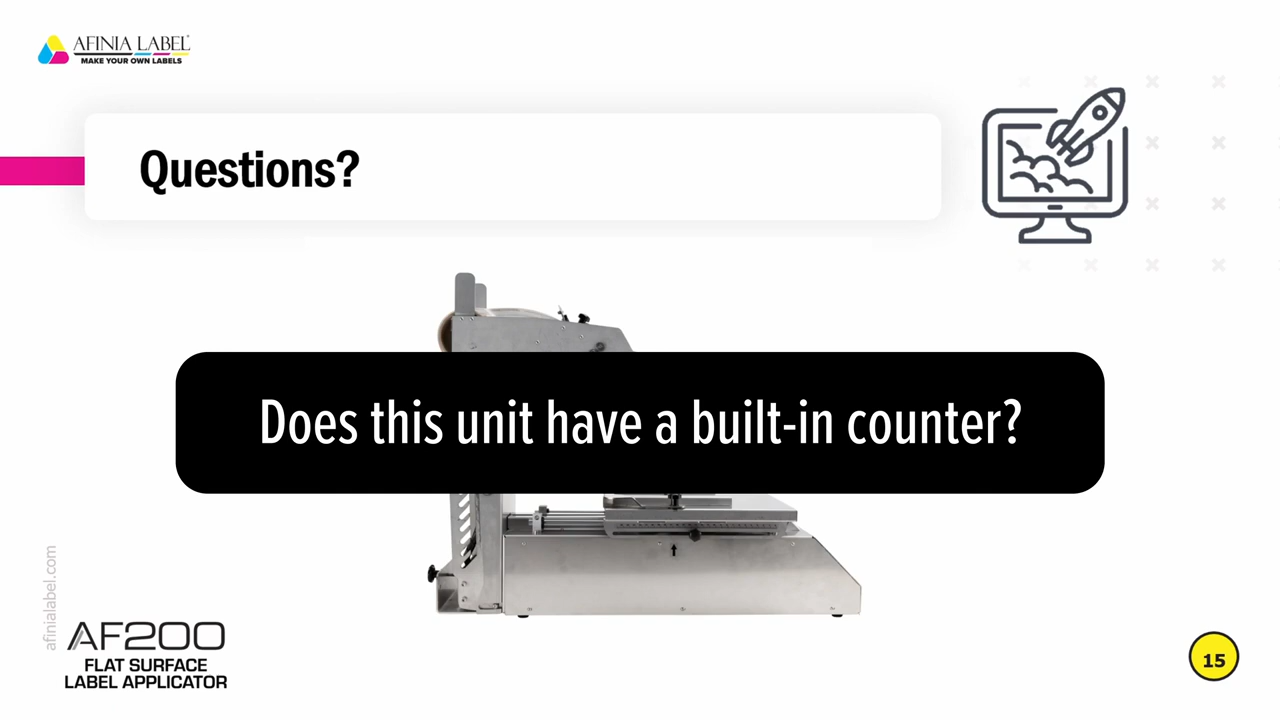 AFINIA LABEL
MAKE YOUR OWN LABELS
Questions?
Does this unit have a built-in counter?
afinialabel.com
AF200
FLAT SURFACE
LABEL APPLICATOR
15